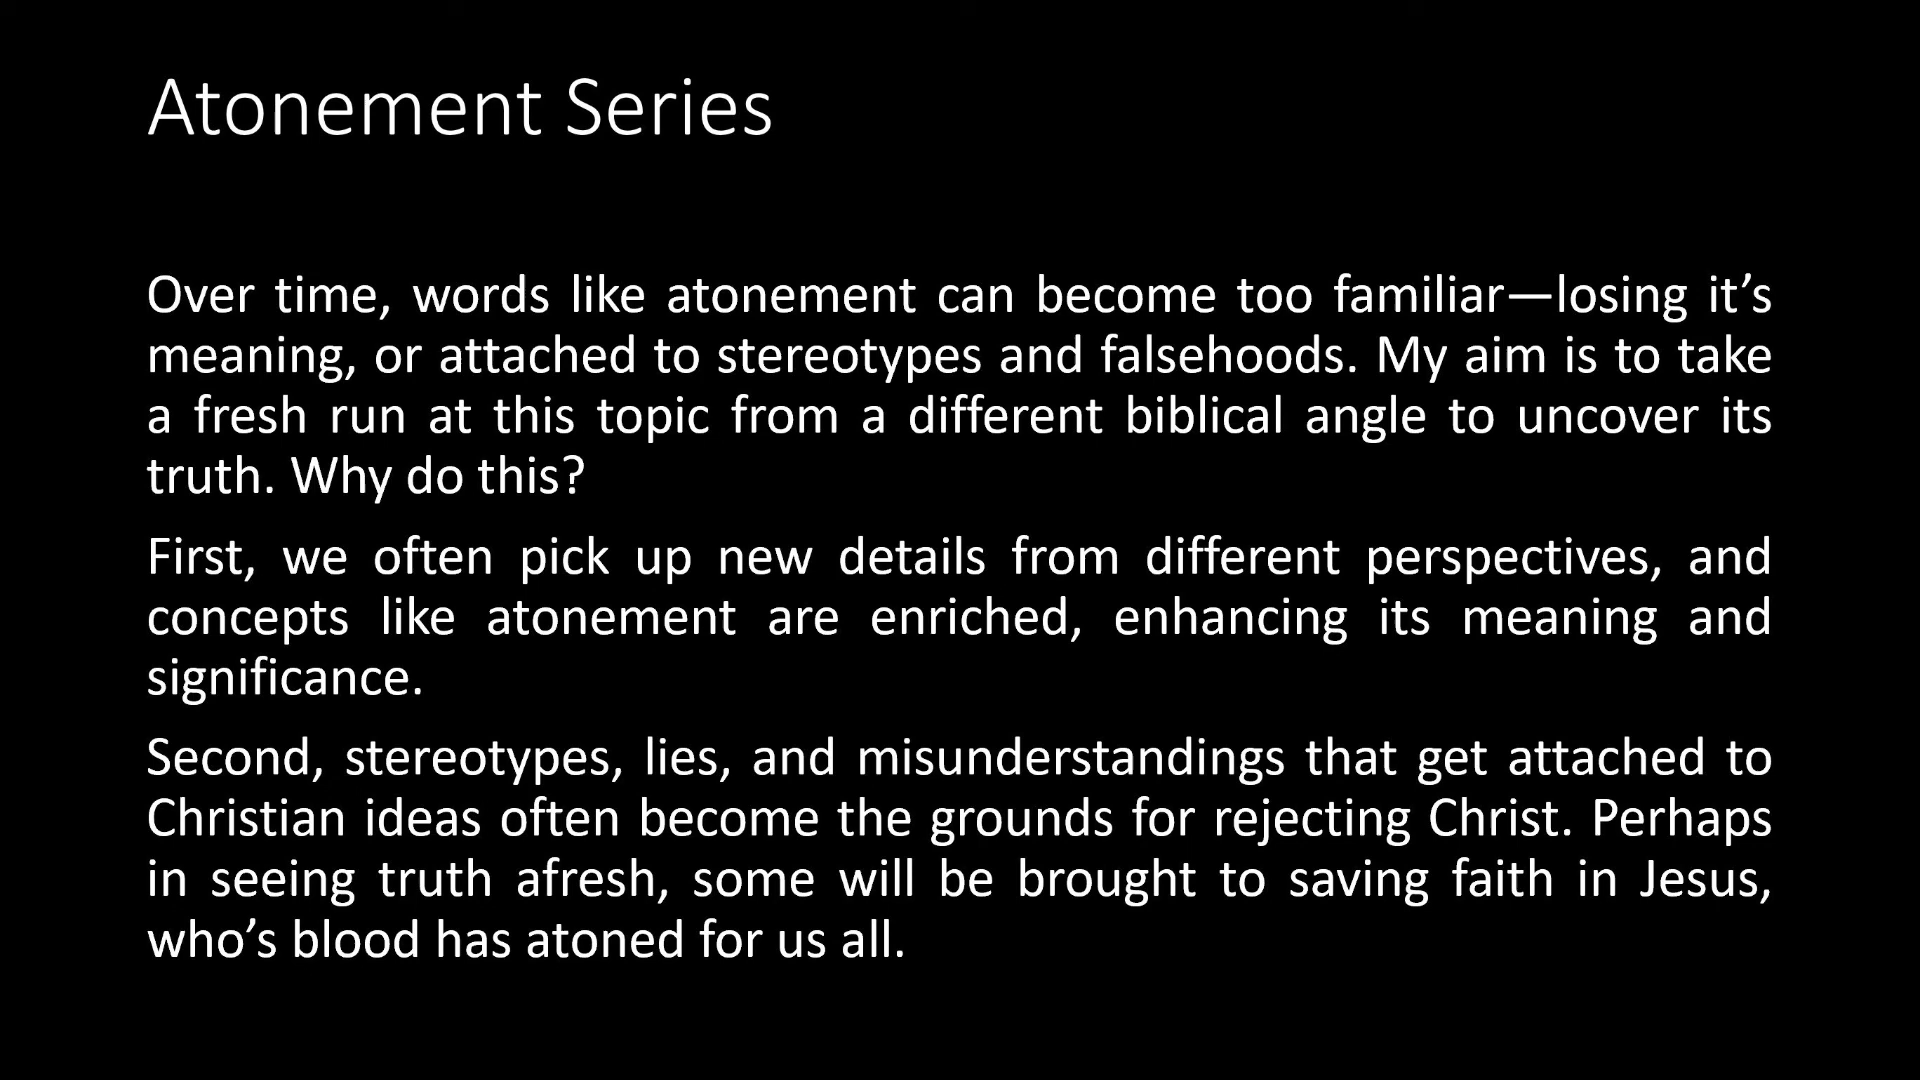 Atonement Series
Over time, words like atonement can become too familiar—losing it’s
meaning, or attached to stereotypes and falsehoods. My aim is to take
a fresh run at this topic from a different biblical angle to uncover its
truth. Why do this?
First, we often pick up new details from different perspectives, and
concepts like atonement are enriched, enhancing its meaning and
significance.
Second, stereotypes, lies, and misunderstandings that get attached to
Christian ideas often become the grounds for rejecting Christ. Perhaps
in seeing truth afresh, some will be brought to saving faith in Jesus,
who’s blood has atoned for us all.